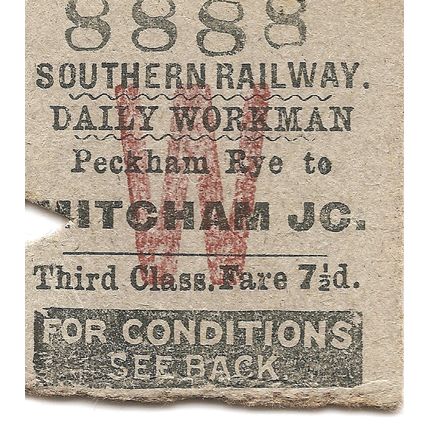 8888
SOUTHERN RAILWAY.
DAILY WORKMAN
Peckham Rye to
MITCHAM JC.
W
Third Class. Fare 7½d.
FOR CONDITIONS
SEE BACK